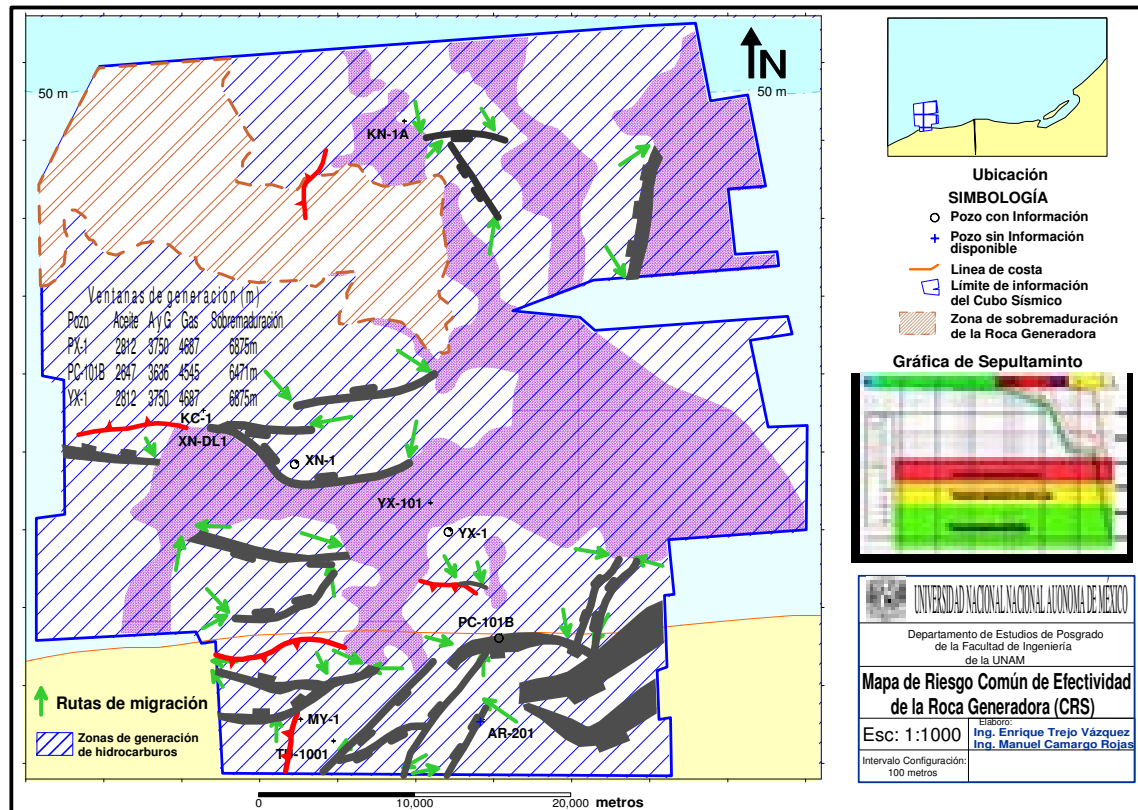 50 m
50 m
N
KN-1A
Ventanas de generación (m)
Pozo Aceite A y G Gas Sobremaduración
PX-1 2812 3750 4687 6875m
PC-101B 2647 3636 4545 6471m
YX-1 2812 3750 4687 6875m
KC-1
XN-DL1
XN-1
YX-101
YX-1
PC-101B
MY-1
TB-1001
AR-201
Rutas de migración
Zonas de generación
de hidrocarburos
0 10,000 20,000 metros
Ubicación
SIMBOLOGÍA
Pozo con Información
Pozo sin Información
disponible
Linea de costa
Límite de información
del Cubo Sísmico
Zona de sobremaduración
de la Roca Generadora
Gráfica de Sepultaminto
UNIVERSIDAD NACIONAL NACIONAL AUTONOMA DE MÉXICO
Departamento de Estudios de Posgrado
de la Facultad de Ingeniería
de la UNAM
Mapa de Riesgo Común de Efectividad
de la Roca Generadora (CRS)
Esc: 1:1000
Elaboro:
Ing. Enrique Trejo Vázquez
Ing. Manuel Camargo Rojas
Intervalo Configuración:
100 metros